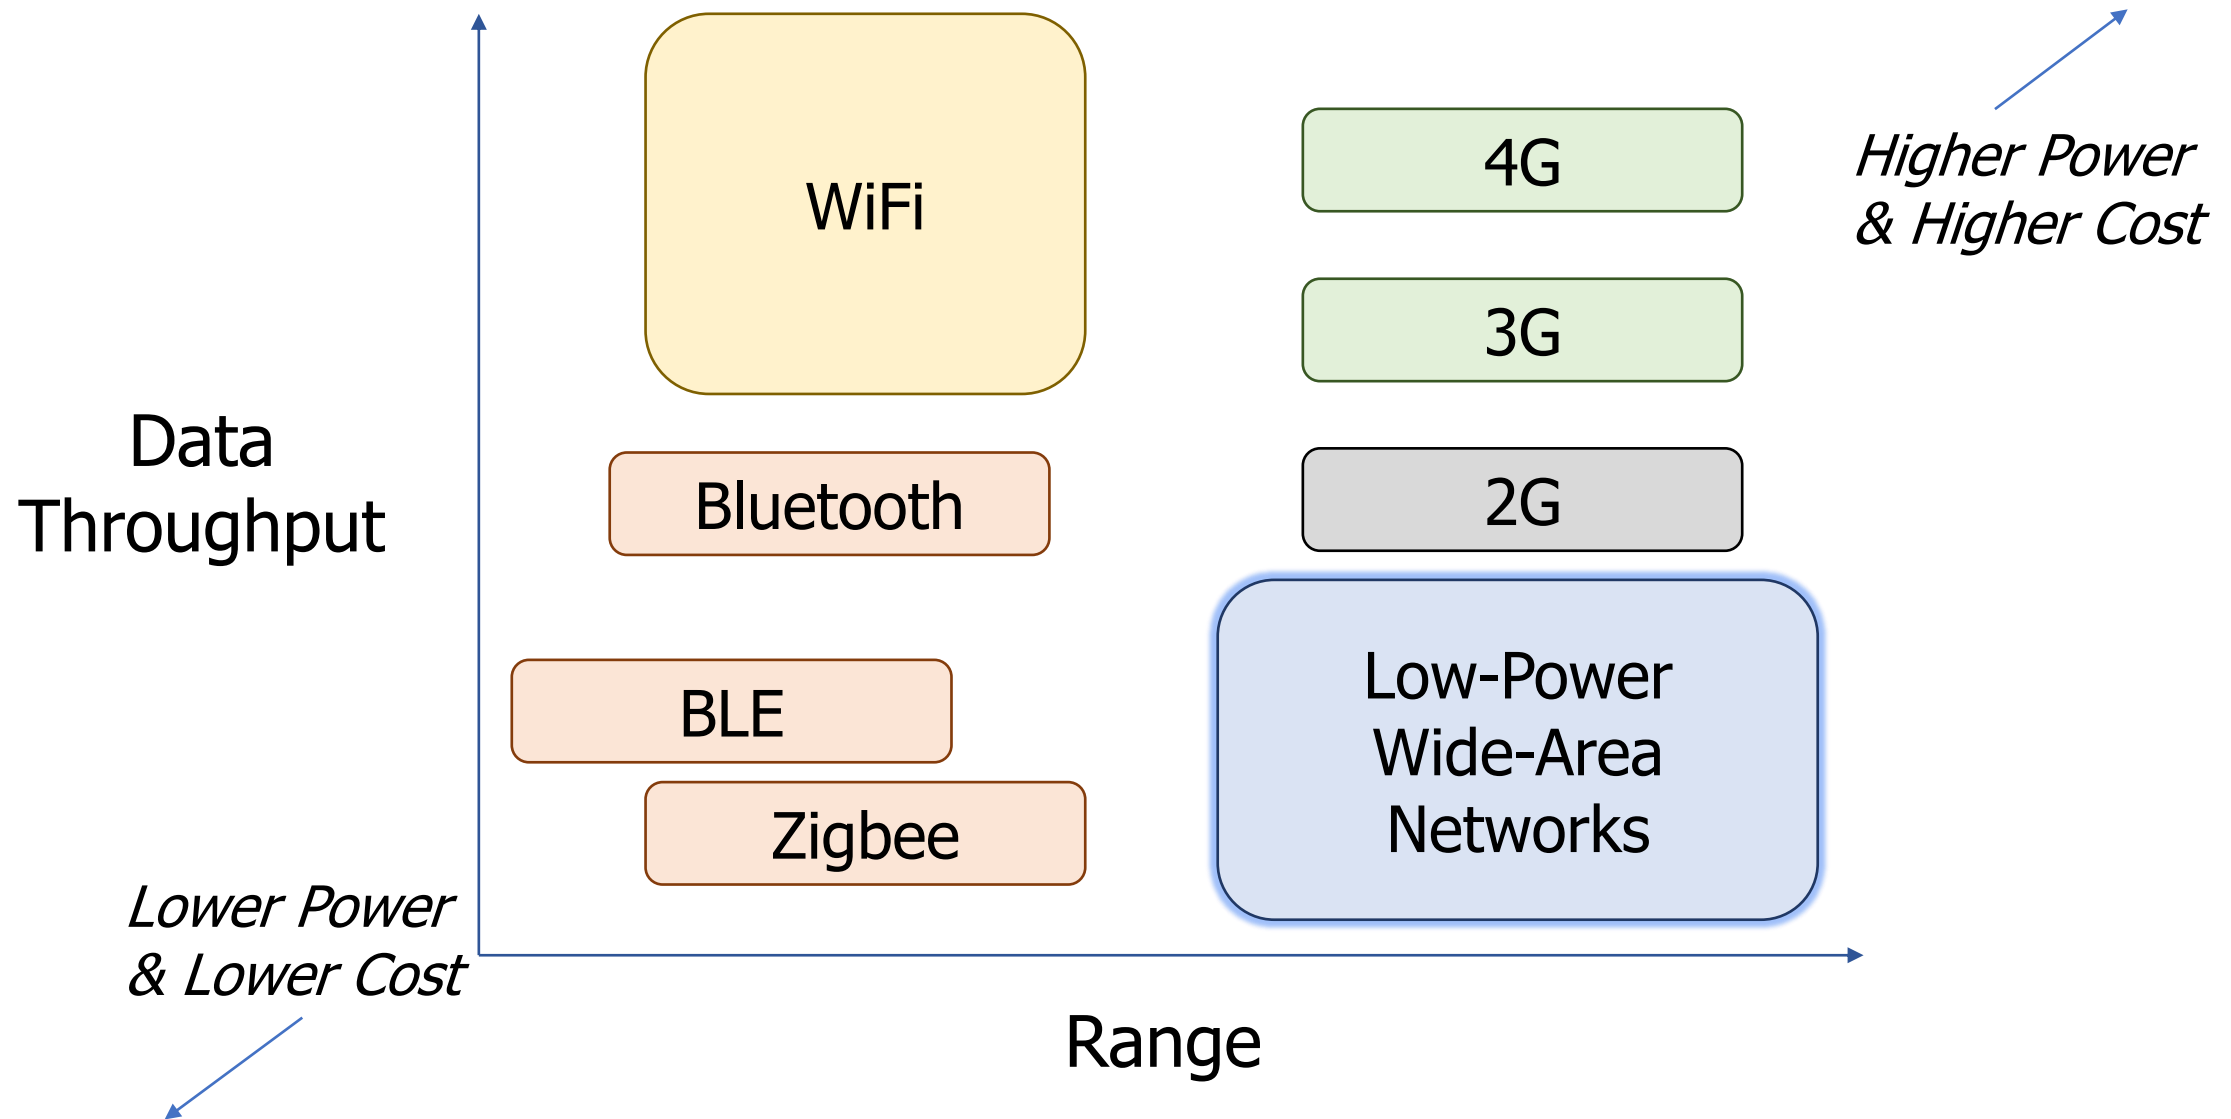 WiFi
4G
Higher Power
& Higher Cost
3G
Data
Throughput
Bluetooth
2G
BLE
Zigbee
Low-Power
Wide-Area
Networks
Lower Power
& Lower Cost
Range